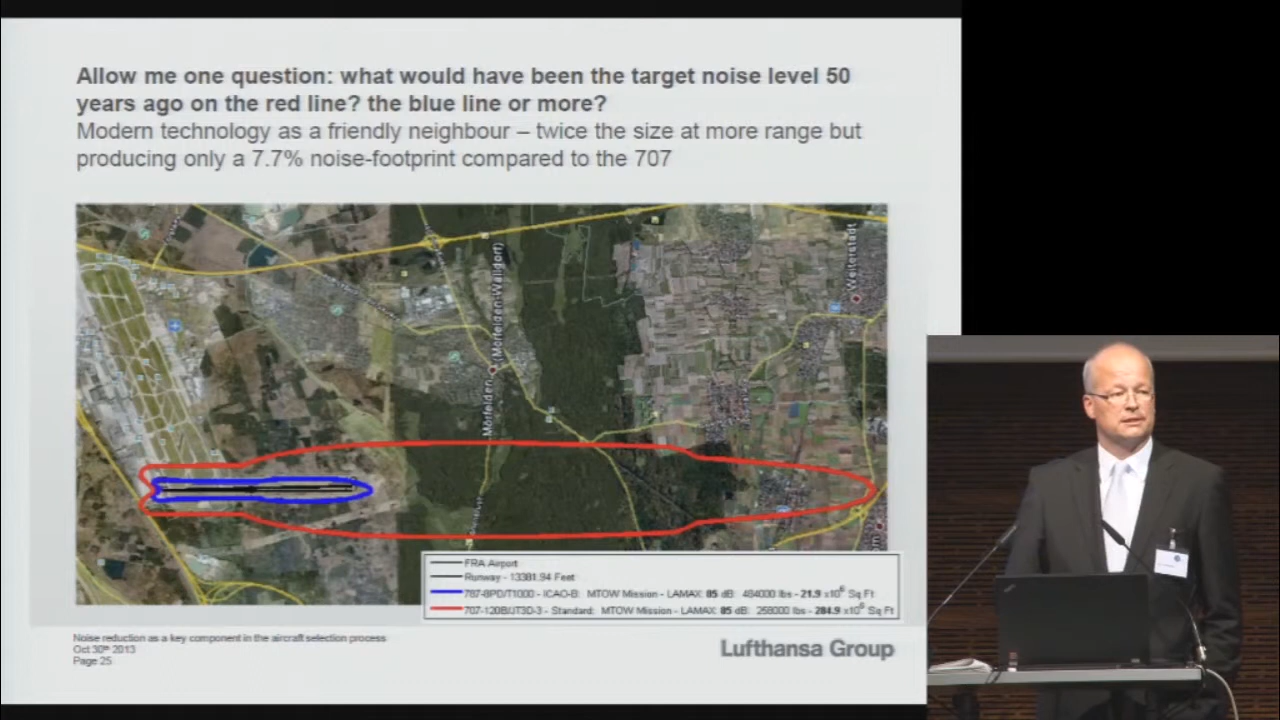 Allow me one question: what would have been the target noise level 50
years ago on the red line? the blue line or more?
Modern technology as a friendly neighbour – twice the size at more range but
producing only a 7.7% noise-footprint compared to the 707
(Mörfelden-Walldorf)
Mörfelden
Weiterstadt
FRA Airport
Runway - 13381.94 Feet
787-8PD/T1000 - ICAO-B: MTOW Mission - LAMAX: 85 dB: 484000 lbs - 21.9 x10⁶ Sq Ft
707-120B/JT3D-3 - Standard: MTOW Mission - LAMAX: 85 dB: 258000 lbs - 284.9 x10⁶ Sq Ft
Noise reduction as a key component in the aircraft selection process
Oct 30th 2013
Page 25
Lufthansa Group